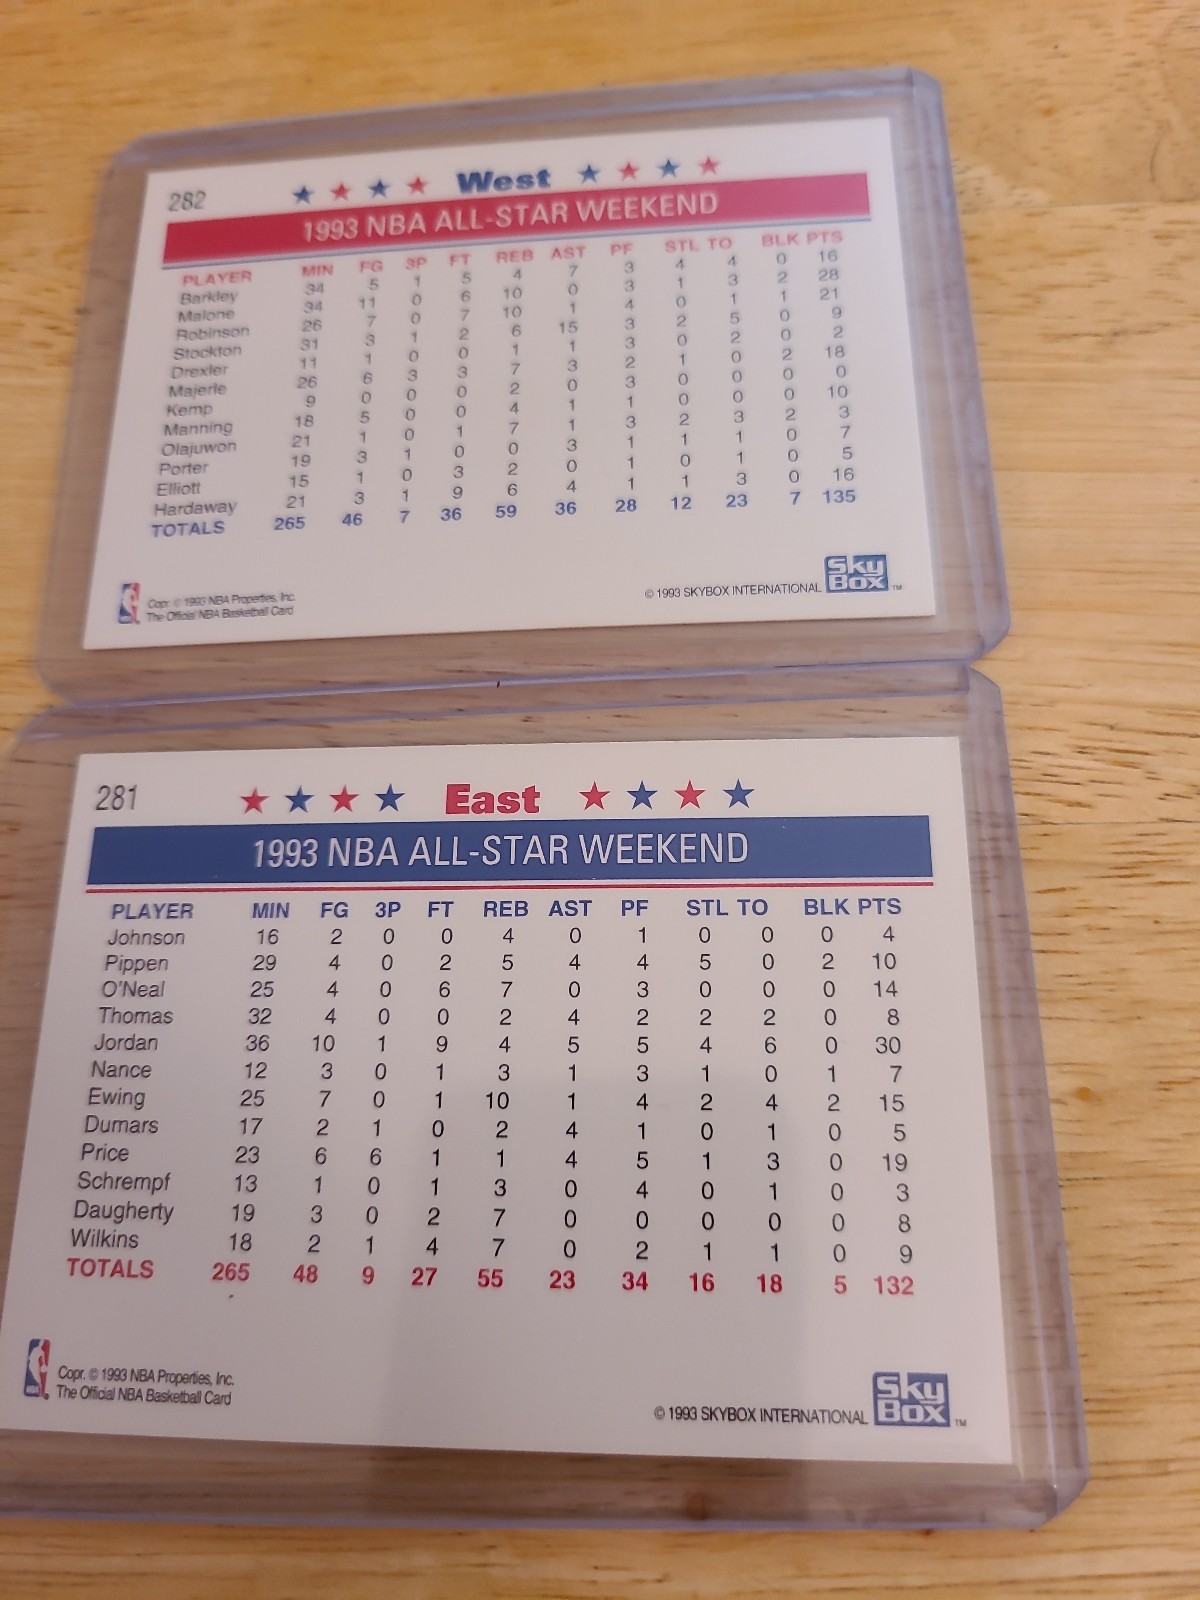 282 West
1993 NBA ALL-STAR WEEKEND
PLAYER MIN FG 3P FT REB AST PF STL TO BLK PTS
Barkley 34 5 1 5 4 7 3 4 4 0 16
Malone 34 11 0 6 10 0 3 1 3 2 28
Robinson 26 7 0 7 10 1 4 0 1 1 21
Stockton 31 3 1 2 6 15 3 2 5 0 9
Drexler 11 1 0 0 1 1 3 0 2 0 2
Majerle 26 6 3 3 7 3 2 1 0 2 18
Kemp 9 0 0 0 2 0 3 0 0 0 0
Manning 18 5 0 0 4 1 1 0 0 0 10
Olajuwon 21 1 0 1 7 1 3 2 3 2 3
Porter 19 3 1 0 0 3 1 1 1 0 7
Elliott 15 1 0 3 2 0 1 0 1 0 5
Hardaway 21 3 1 9 6 4 1 1 3 0 16
TOTALS 265 46 7 36 59 36 28 12 23 7 135
Copr. © 1993 NBA Properties, Inc.
The Official NBA Basketball Card
© 1993 SKYBOX INTERNATIONAL
Sky
Box ™
281 East
1993 NBA ALL-STAR WEEKEND
PLAYER MIN FG 3P FT REB AST PF STL TO BLK PTS
Johnson 16 2 0 0 4 0 1 0 0 0 4
Pippen 29 4 0 2 5 4 4 5 0 2 10
O'Neal 25 4 0 6 7 0 3 0 0 0 14
Thomas 32 4 0 0 2 4 2 2 2 0 8
Jordan 36 10 1 9 4 5 5 4 6 0 30
Nance 12 3 0 1 3 1 3 1 0 1 7
Ewing 25 7 0 1 10 1 4 2 4 2 15
Dumars 17 2 1 0 2 4 1 0 1 0 5
Price 23 6 6 1 1 4 5 1 3 0 19
Schrempf 13 1 0 1 3 0 4 0 1 0 3
Daugherty 19 3 0 2 7 0 0 0 0 0 8
Wilkins 18 2 1 4 7 0 2 1 1 0 9
TOTALS 265 48 9 27 55 23 34 16 18 5 132
Copr. © 1993 NBA Properties, Inc.
The Official NBA Basketball Card
© 1993 SKYBOX INTERNATIONAL
Sky
Box ™